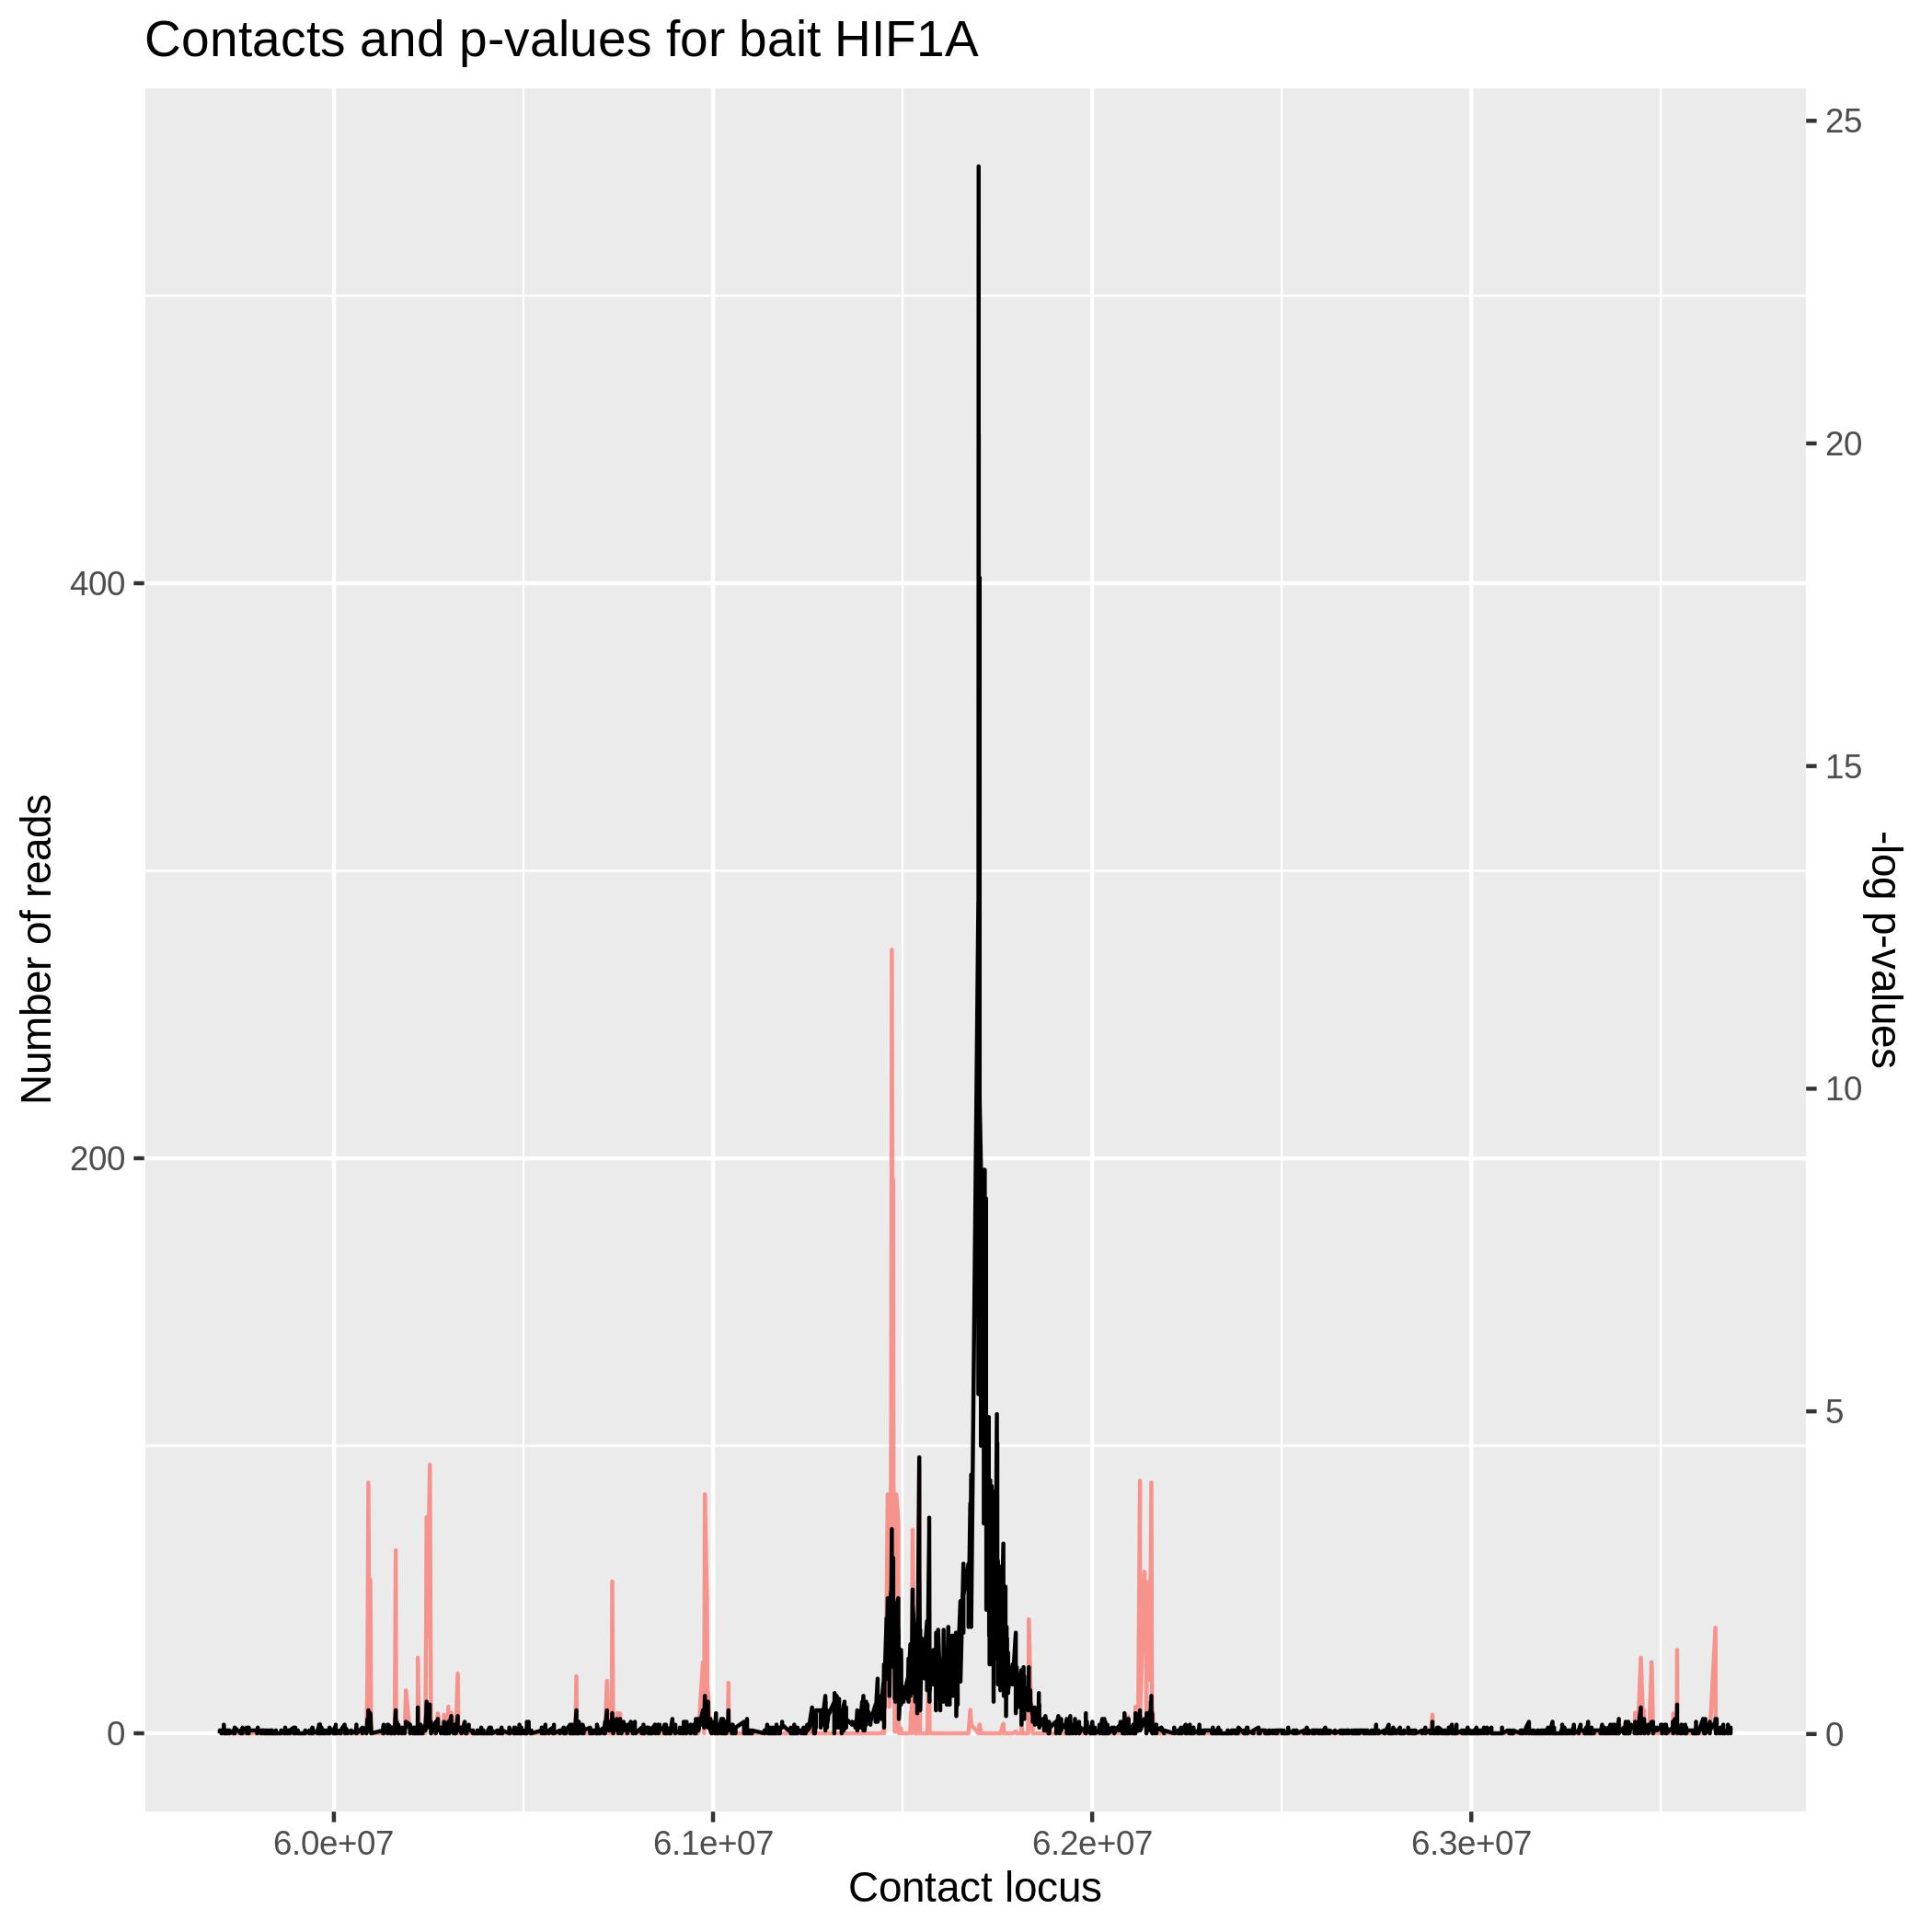 Contacts and p-values for bait HIF1A
Number of reads
400
200
0
25
20
15
10
5
0
-log p-values
6.0e+07
6.1e+07
6.2e+07
6.3e+07
Contact locus